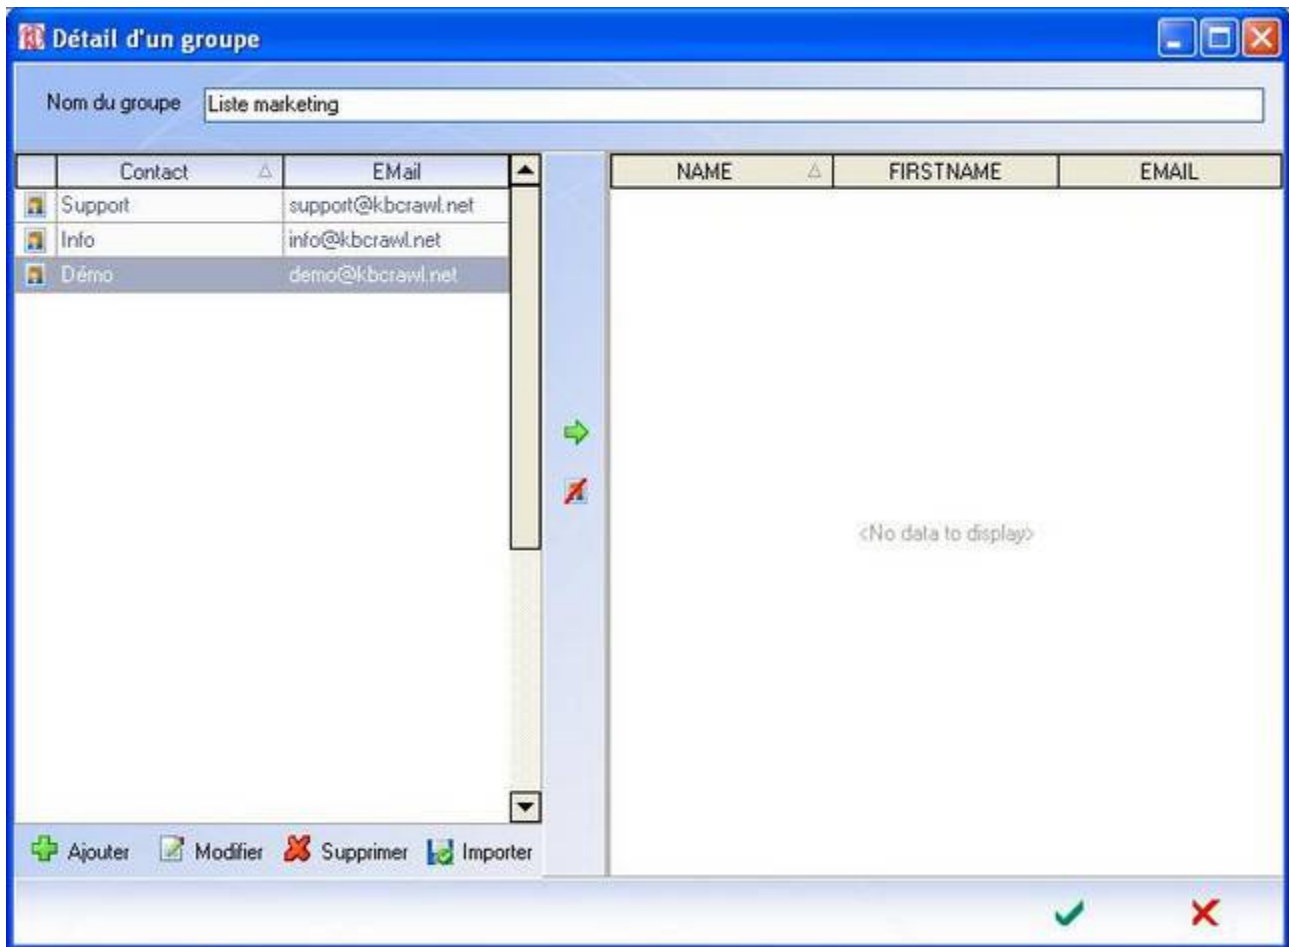 Détail d'un groupe
Nom du groupe Liste marketing
Contact EMail
Support support@kbcrawl.net
Info info@kbcrawl.net
Démo demo@kbcrawl.net
Ajouter Modifier Supprimer Importer
NAME FIRSTNAME EMAIL
<No data to display>